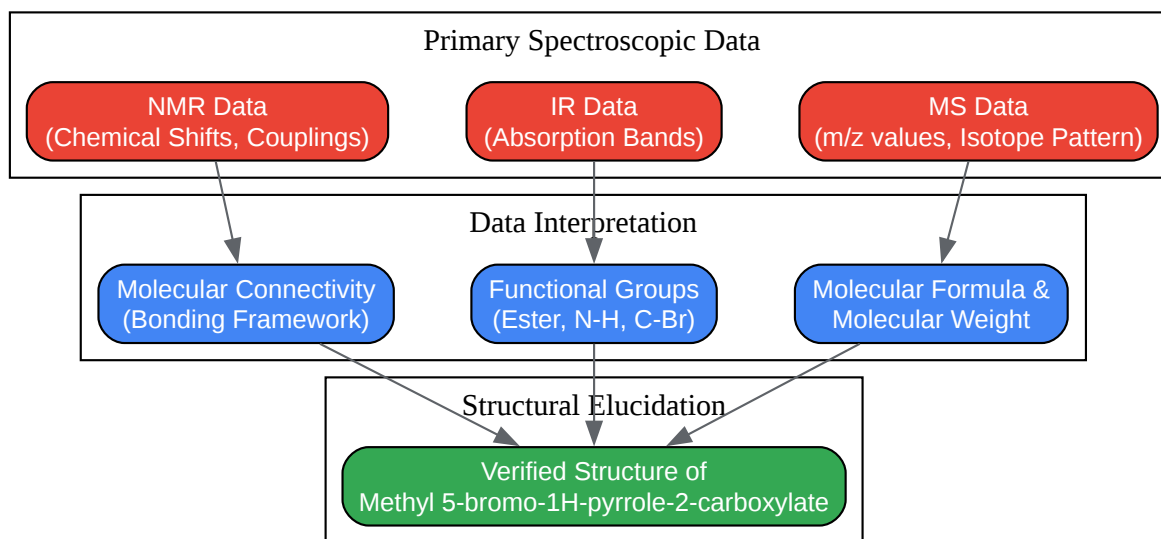 Primary Spectroscopic Data
NMR Data
(Chemical Shifts, Couplings)
IR Data
(Absorption Bands)
MS Data
(m/z values, Isotope Pattern)
Data Interpretation
Molecular Connectivity
(Bonding Framework)
Functional Groups
(Ester, N-H, C-Br)
Molecular Formula &
Molecular Weight
Structural Elucidation
Verified Structure of
Methyl 5-bromo-1H-pyrrole-2-carboxylate